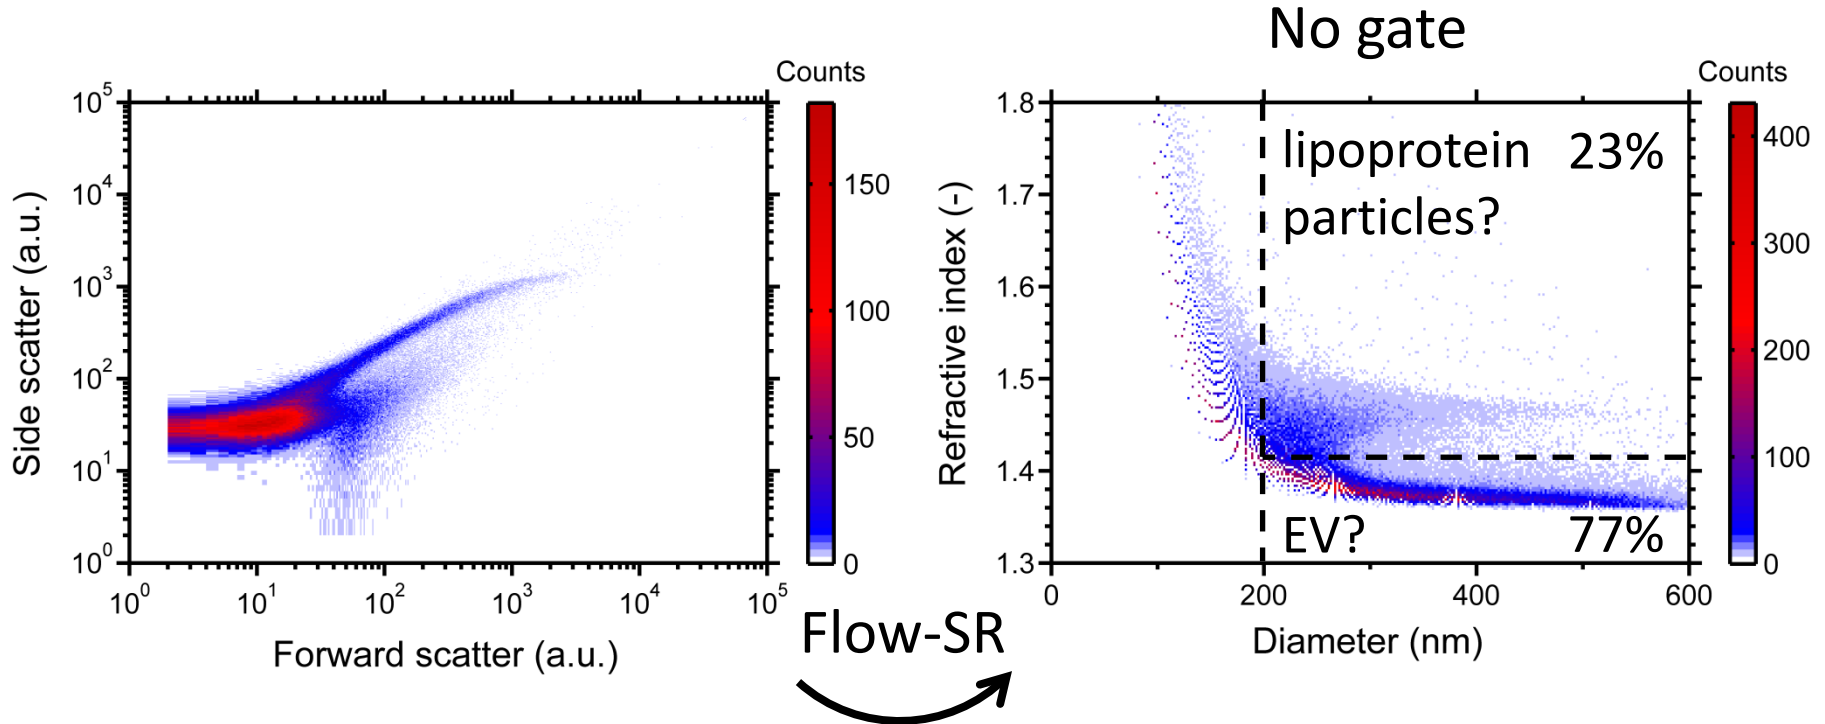 No gate
Counts
Counts
10^5
10^4
10^3
10^2
10^1
10^0
Side scatter (a.u.)
10^0 10^1 10^2 10^3 10^4 10^5
Forward scatter (a.u.)
150
100
50
0
Flow-SR
1.8
1.7
1.6
1.5
1.4
1.3
Refractive index (-)
lipoprotein 23%
particles?
EV? 77%
0 200 400 600
Diameter (nm)
400
300
200
100
0